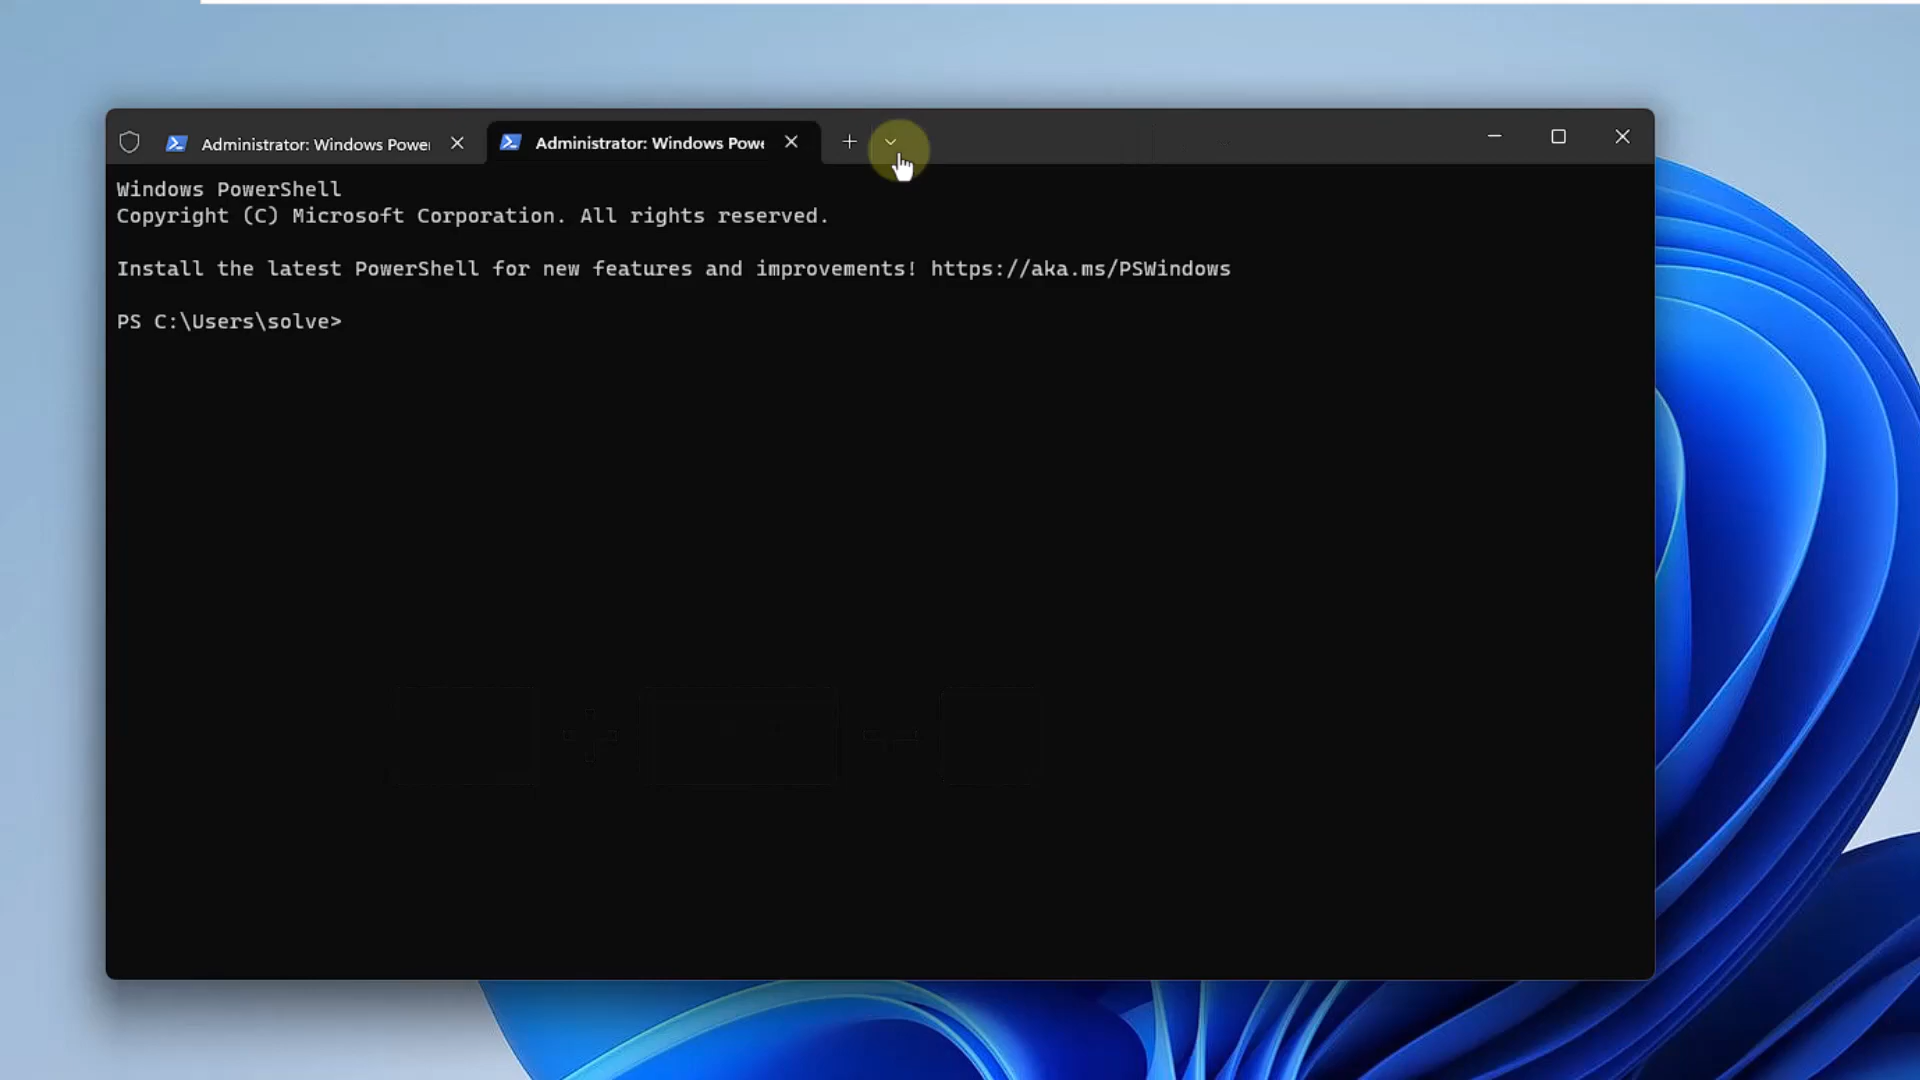 Administrator: Windows Power
Administrator: Windows Powe
Windows PowerShell
Copyright (C) Microsoft Corporation. All rights reserved.
Install the latest PowerShell for new features and improvements! https://aka.ms/PSWindows
PS C:\Users\solve>